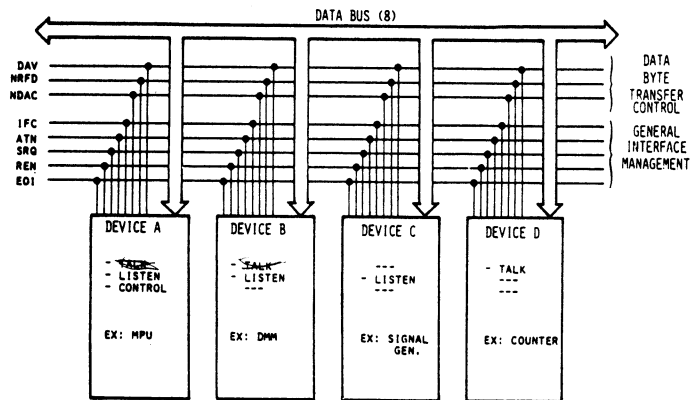 DATA BUS (8)
DAV
NRFD
NDAC
IFC
ATN
SRQ
REN
EOI
DATA
BYTE
TRANSFER
CONTROL
GENERAL
INTERFACE
MANAGEMENT
DEVICE A
- TALK
- LISTEN
- CONTROL
EX: MPU
DEVICE B
- TALK
- LISTEN
---
EX: DMM
DEVICE C
---
- LISTEN
---
EX: SIGNAL
GEN.
DEVICE D
- TALK
---
---
EX: COUNTER